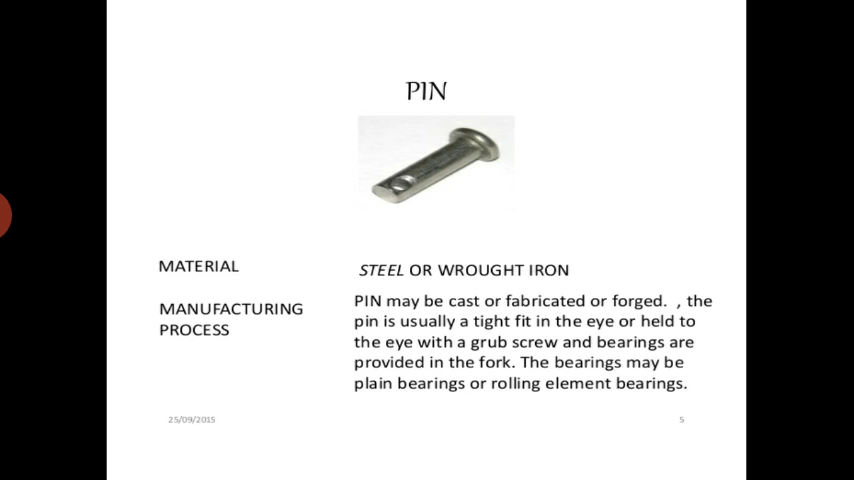 PIN
MATERIAL
STEEL OR WROUGHT IRON
MANUFACTURING
PROCESS
PIN may be cast or fabricated or forged.  , the
pin is usually a tight fit in the eye or held to
the eye with a grub screw and bearings are
provided in the fork. The bearings may be
plain bearings or rolling element bearings.
25/09/2015
5